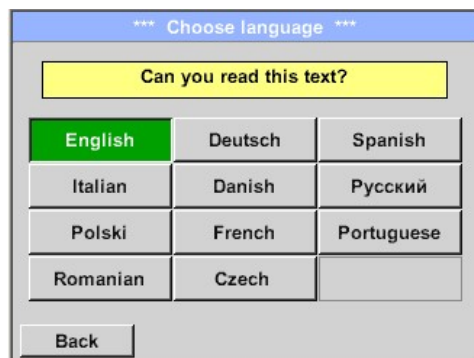 *** Choose language ***
Can you read this text?
English Deutsch Spanish
Italian Danish Русский
Polski French Portuguese
Romanian Czech
Back